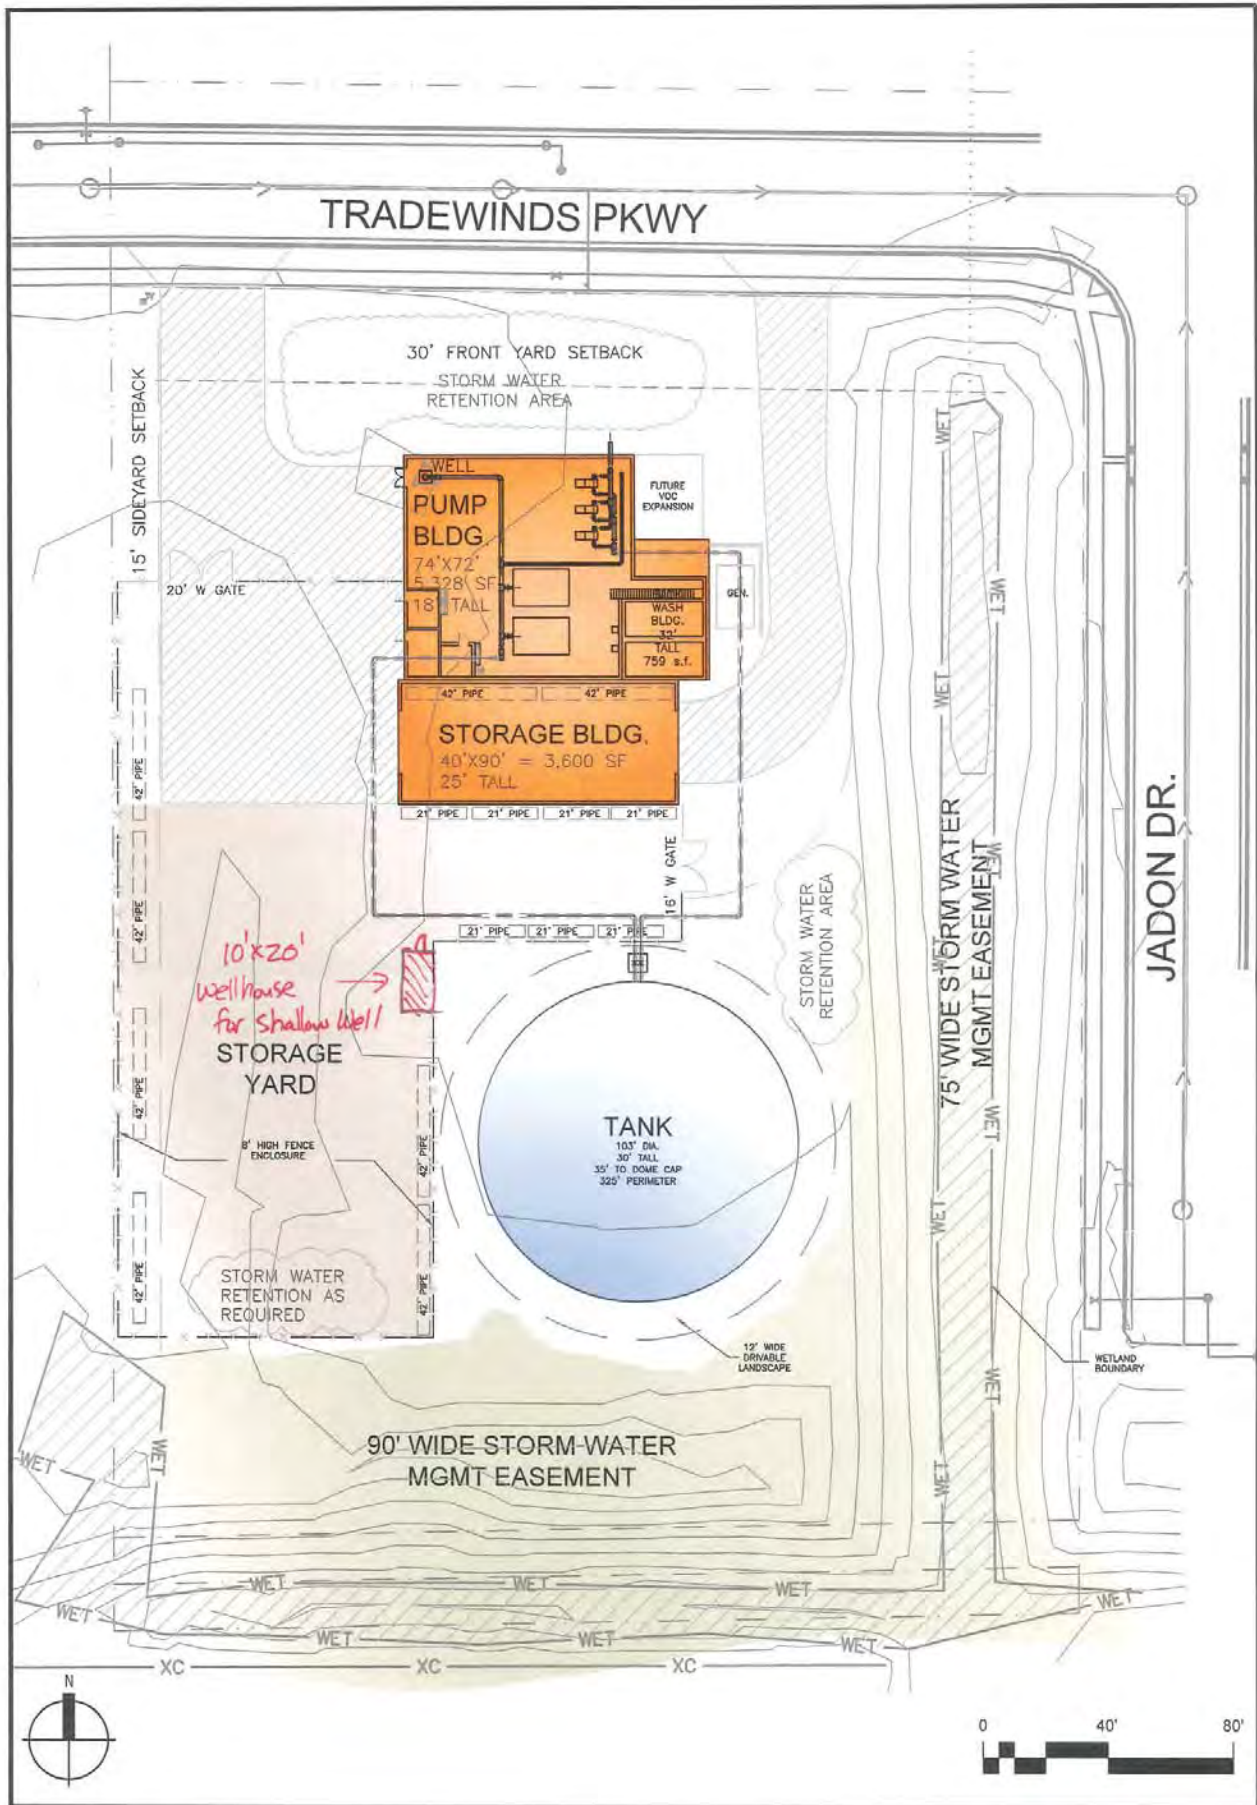 TRADEWINDS PKWY
30' FRONT YARD SETBACK
STORM WATER
RETENTION AREA
15' SIDEYARD SETBACK
20' W GATE
WELL
PUMP
BLDG.
74'X72'
5,328 SF
18' TALL
FUTURE
VOC
EXPANSION
GEN.
WASH
BLDG.
32'
TALL
759 s.f.
42' PIPE
42' PIPE
STORAGE BLDG.
40'X90' = 3,600 SF
25' TALL
21' PIPE
21' PIPE
21' PIPE
21' PIPE
16' W GATE
21' PIPE
21' PIPE
21' PIPE
42' PIPE
42' PIPE
42' PIPE
42' PIPE
42' PIPE
42' PIPE
10'x20'
wellhouse
for shallow well
STORAGE
YARD
8' HIGH FENCE
ENCLOSURE
STORM WATER
RETENTION AS
REQUIRED
TANK
103' DIA.
30' TALL
35' TO DOME CAP
325' PERIMETER
STORM WATER
RETENTION AREA
12' WIDE
DRIVABLE
LANDSCAPE
75' WIDE STORM WATER
MGMT EASEMENT
JADON DR.
WETLAND
BOUNDARY
WET
WET
WET
WET
WET
WET
WET
WET
WET
WET
90' WIDE STORM WATER
MGMT EASEMENT
WET
WET
WET
WET
WET
WET
WET
WET
WET
WET
WET
XC
XC
XC
N
0 40' 80'